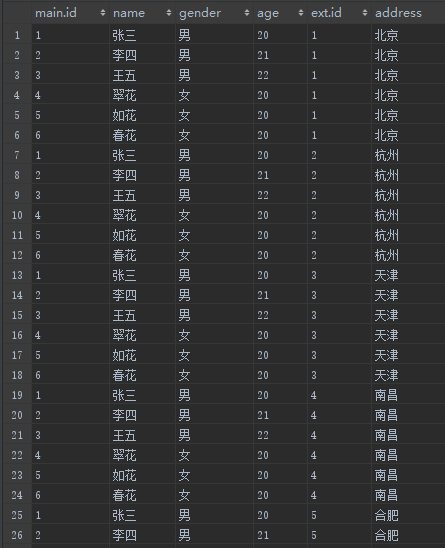 main.id name gender age ext.id address
1 1 张三 男 20 1 北京
2 2 李四 男 21 1 北京
3 3 王五 男 22 1 北京
4 4 翠花 女 20 1 北京
5 5 如花 女 20 1 北京
6 6 春花 女 20 1 北京
7 1 张三 男 20 2 杭州
8 2 李四 男 21 2 杭州
9 3 王五 男 22 2 杭州
10 4 翠花 女 20 2 杭州
11 5 如花 女 20 2 杭州
12 6 春花 女 20 2 杭州
13 1 张三 男 20 3 天津
14 2 李四 男 21 3 天津
15 3 王五 男 22 3 天津
16 4 翠花 女 20 3 天津
17 5 如花 女 20 3 天津
18 6 春花 女 20 3 天津
19 1 张三 男 20 4 南昌
20 2 李四 男 21 4 南昌
21 3 王五 男 22 4 南昌
22 4 翠花 女 20 4 南昌
23 5 如花 女 20 4 南昌
24 6 春花 女 20 4 南昌
25 1 张三 男 20 5 合肥
26 2 李四 男 21 5 合肥